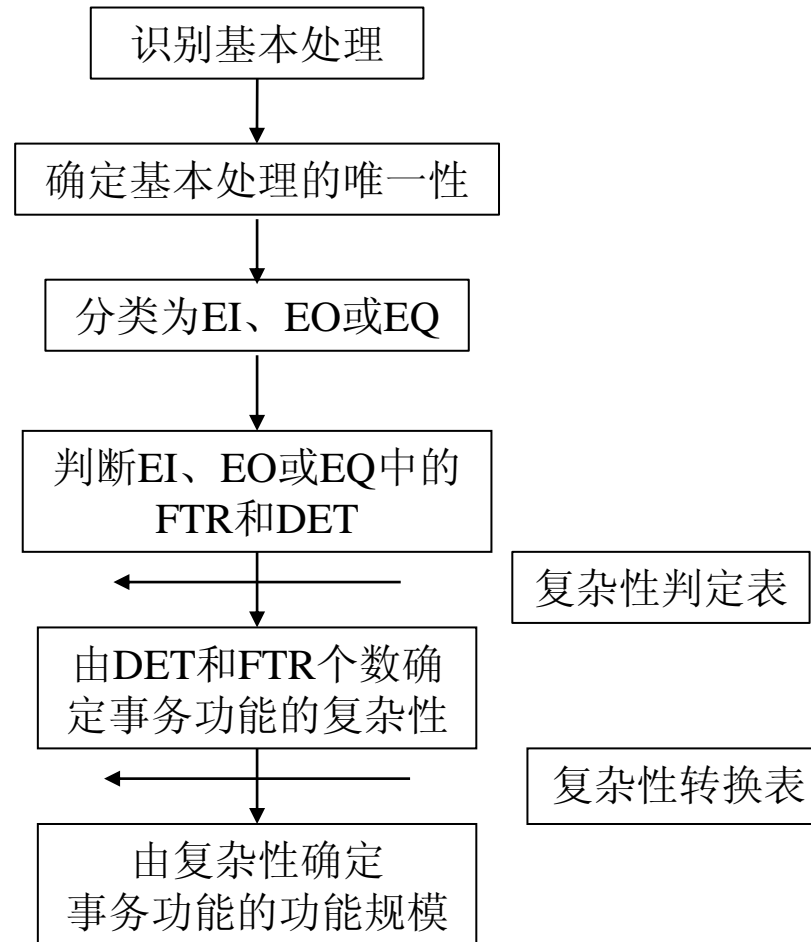 识别基本处理
确定基本处理的唯一性
分类为EI、EO或EQ
判断EI、EO或EQ中的
FTR和DET
复杂性判定表
由DET和FTR个数确
定事务功能的复杂性
复杂性转换表
由复杂性确定
事务功能的功能规模